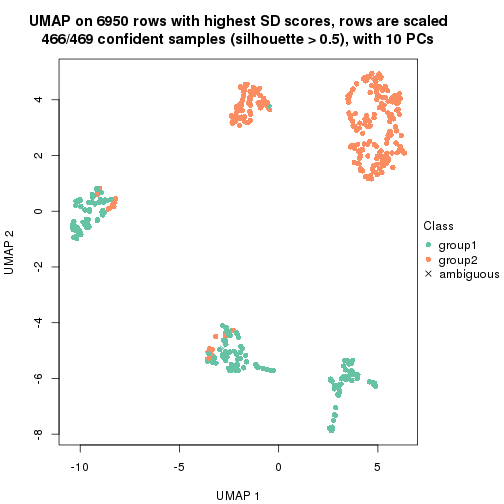 UMAP on 6950 rows with highest SD scores, rows are scaled
466/469 confident samples (silhouette > 0.5), with 10 PCs
4
2
0
-2
-4
-6
-8
UMAP 2
-10
-5
0
5
UMAP 1
Class
group1
group2
ambiguous